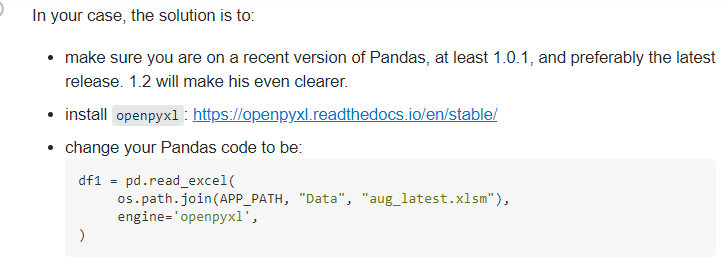 In your case, the solution is to:
make sure you are on a recent version of Pandas, at least 1.0.1, and preferably the latest
release. 1.2 will make his even clearer.
install openpyxl : https://openpyxl.readthedocs.io/en/stable/
change your Pandas code to be:
df1 = pd.read_excel(
     os.path.join(APP_PATH, "Data", "aug_latest.xlsm"),
     engine='openpyxl',
)